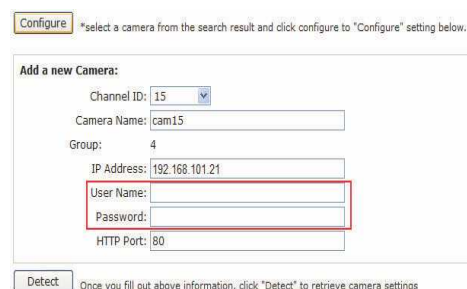 Configure *select a camera from the search result and click configure to "Configure" setting below.
Add a new Camera:
Channel ID: 15
Camera Name: cam15
Group: 4
IP Address: 192.168.101.21
User Name:
Password:
HTTP Port: 80
Detect Once you fill out above information, click "Detect" to retrieve camera settings